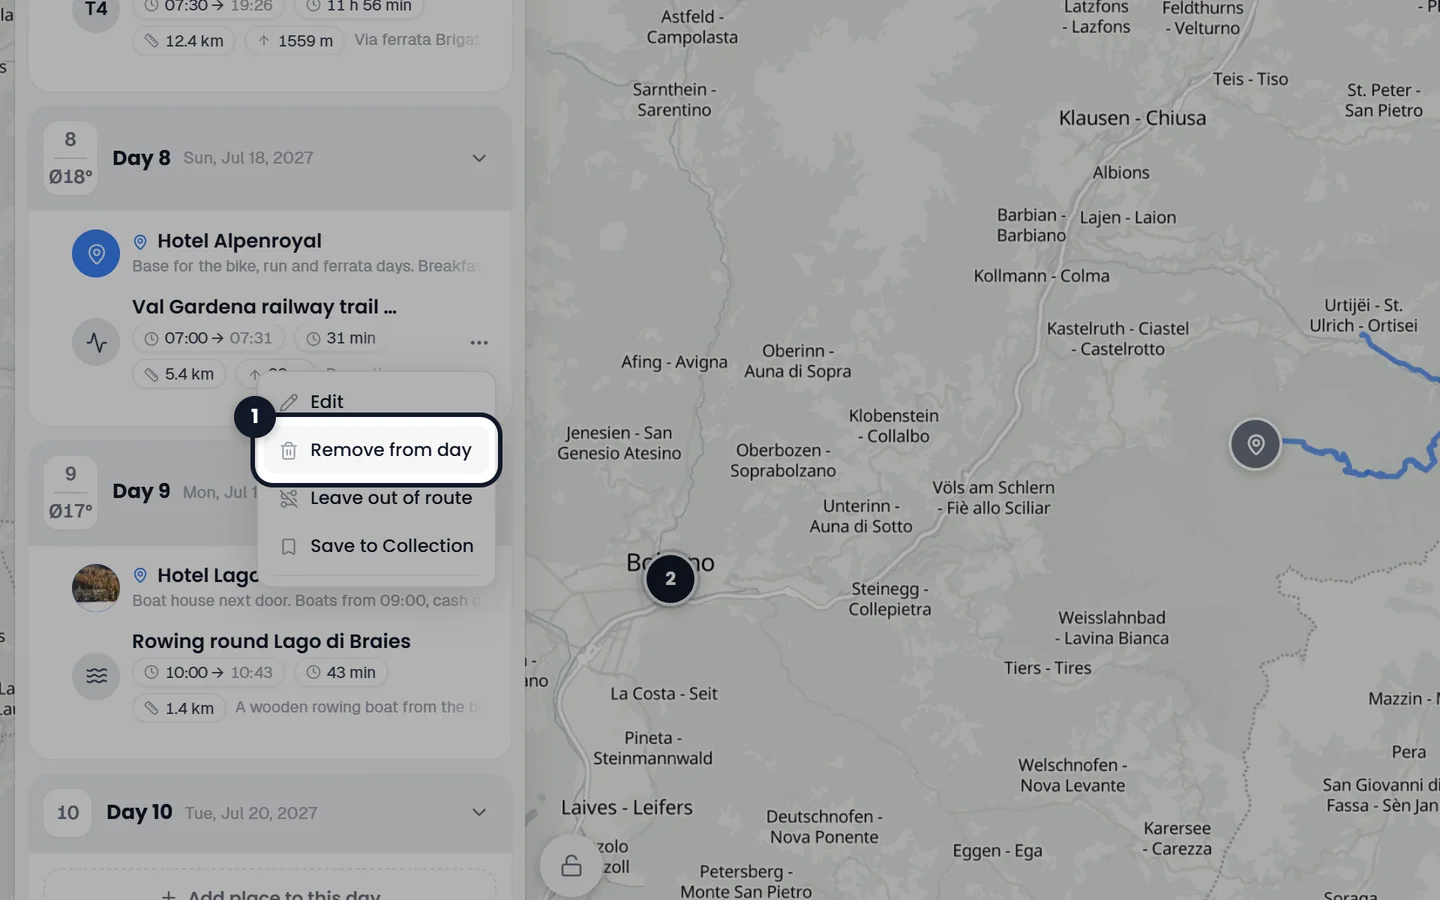 T4
07:30 → 19:26
11 h 56 min
12.4 km
1559 m
Via ferrata Brigat
8
Ø18°
Day 8
Sun, Jul 18, 2027
Hotel Alpenroyal
Base for the bike, run and ferrata days. Breakfa
Val Gardena railway trail ...
07:00 → 07:31
31 min
5.4 km
Edit
1
Remove from day
Leave out of route
Save to Collection
9
Ø17°
Day 9
Mon, Jul 1
Hotel Lago
Boat house next door. Boats from 09:00, cash o
Rowing round Lago di Braies
10:00 → 10:43
43 min
1.4 km
A wooden rowing boat from the b
10
Day 10
Tue, Jul 20, 2027
+ Add place to this day
Astfeld -
Campolasta
Latzfons
- Lazfons
Feldthurns
- Velturno
Teis - Tiso
Sarnthein -
Sarentino
St. Peter -
San Pietro
Klausen - Chiusa
Albions
Barbian -
Barbiano
Lajen - Laion
Kollmann - Colma
Urtijëi - St.
Ulrich - Ortisei
Kastelruth - Ciastel
- Castelrotto
Afing - Avigna
Oberinn -
Auna di Sopra
Klobenstein
- Collalbo
Jenesien - San
Genesio Atesino
Oberbozen -
Soprabolzano
Völs am Schlern
- Fiè allo Sciliar
Unterinn -
Auna di Sotto
2
Steinegg -
Collepietra
Weisslahnbad
- Lavina Bianca
Tiers - Tires
La Costa - Seit
Mazzin -
Pineta -
Steinmannwald
Pera
Welschnofen -
Nova Levante
San Giovanni di
Fassa - Sèn Jan
Laives - Leifers
Deutschnofen -
Nova Ponente
Karersee
- Carezza
Eggen - Ega
Petersberg -
Monte San Pietro
Soraga